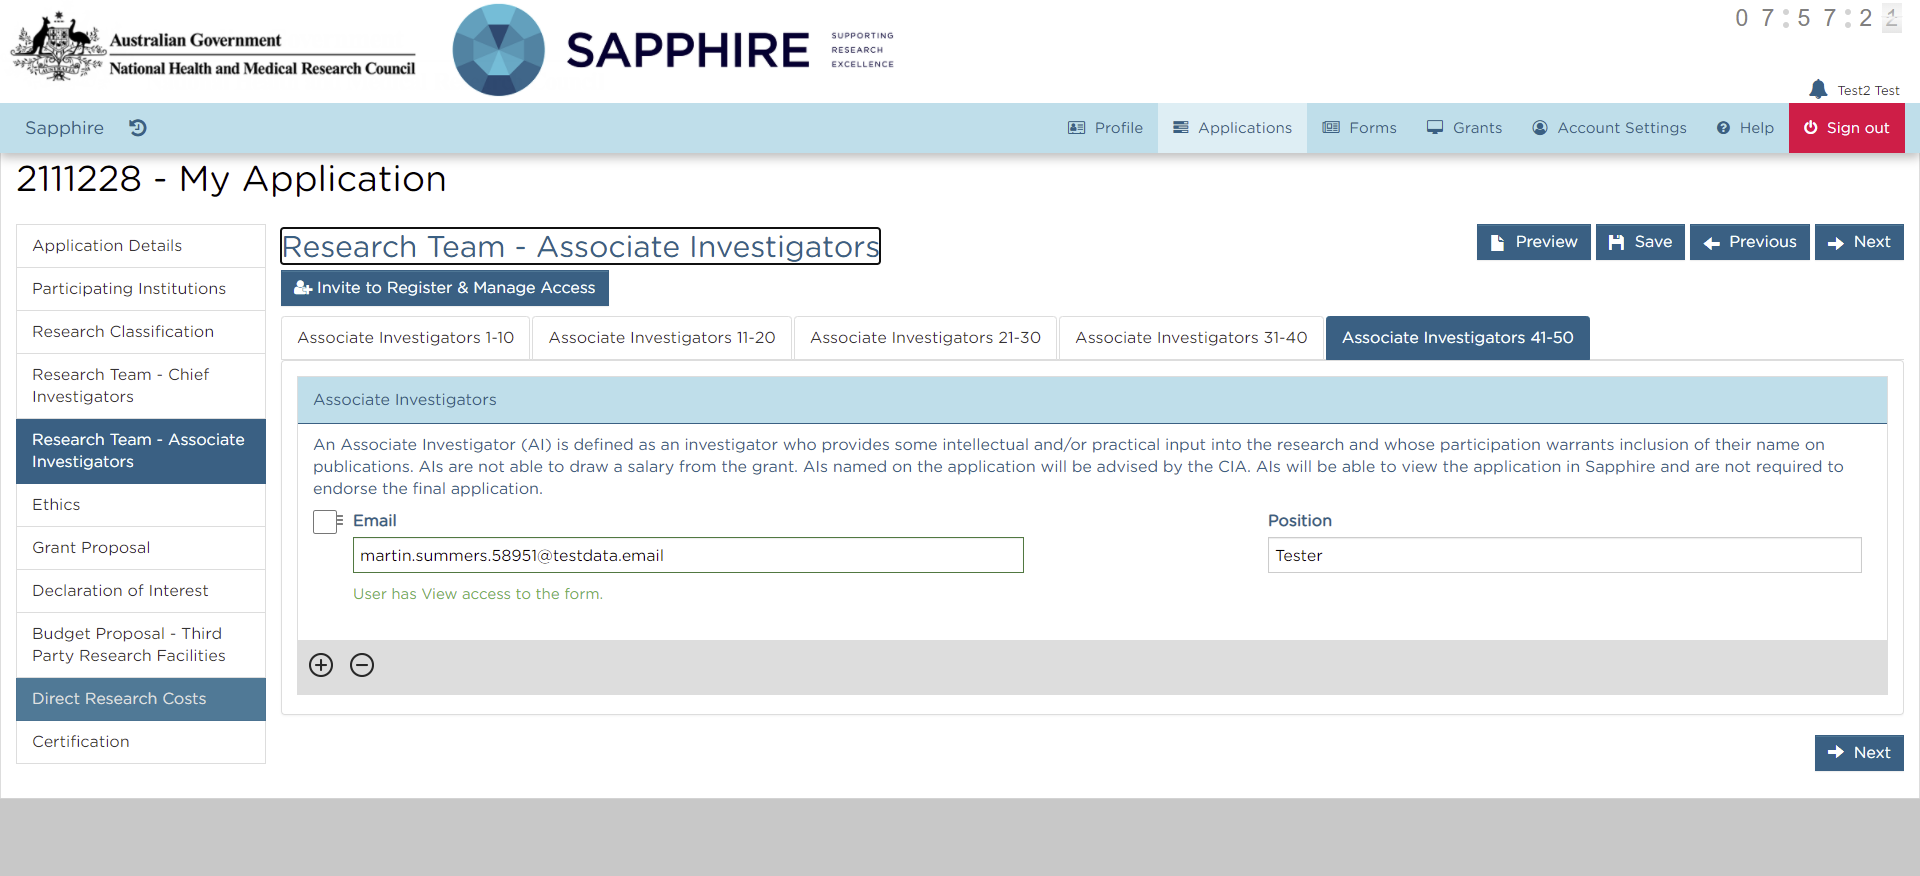 Australian Government
National Health and Medical Research Council
SAPPHIRE
SUPPORTING
RESEARCH
EXCELLENCE
07:57:2
Test2 Test
Sapphire
Profile
Applications
Forms
Grants
Account Settings
Help
Sign out
2111228 - My Application
Application Details
Participating Institutions
Research Classification
Research Team - Chief
Investigators
Research Team - Associate
Investigators
Ethics
Grant Proposal
Declaration of Interest
Budget Proposal - Third
Party Research Facilities
Direct Research Costs
Certification
Research Team - Associate Investigators
Preview
Save
Previous
Next
Invite to Register & Manage Access
Associate Investigators 1-10
Associate Investigators 11-20
Associate Investigators 21-30
Associate Investigators 31-40
Associate Investigators 41-50
Associate Investigators
An Associate Investigator (AI) is defined as an investigator who provides some intellectual and/or practical input into the research and whose participation warrants inclusion of their name on
publications. AIs are not able to draw a salary from the grant. AIs named on the application will be advised by the CIA. AIs will be able to view the application in Sapphire and are not required to
endorse the final application.
Email
Position
martin.summers.58951@testdata.email
Tester
User has View access to the form.
Next